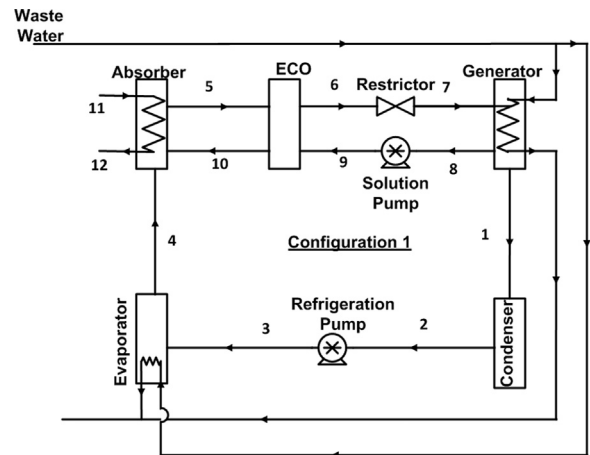 Waste
Water
Absorber
ECO
Restrictor
Generator
5
6
7
11
12
10
9
8
Solution
Pump
4
Configuration 1
1
Evaporator
Refrigeration
Pump
3
2
Condenser